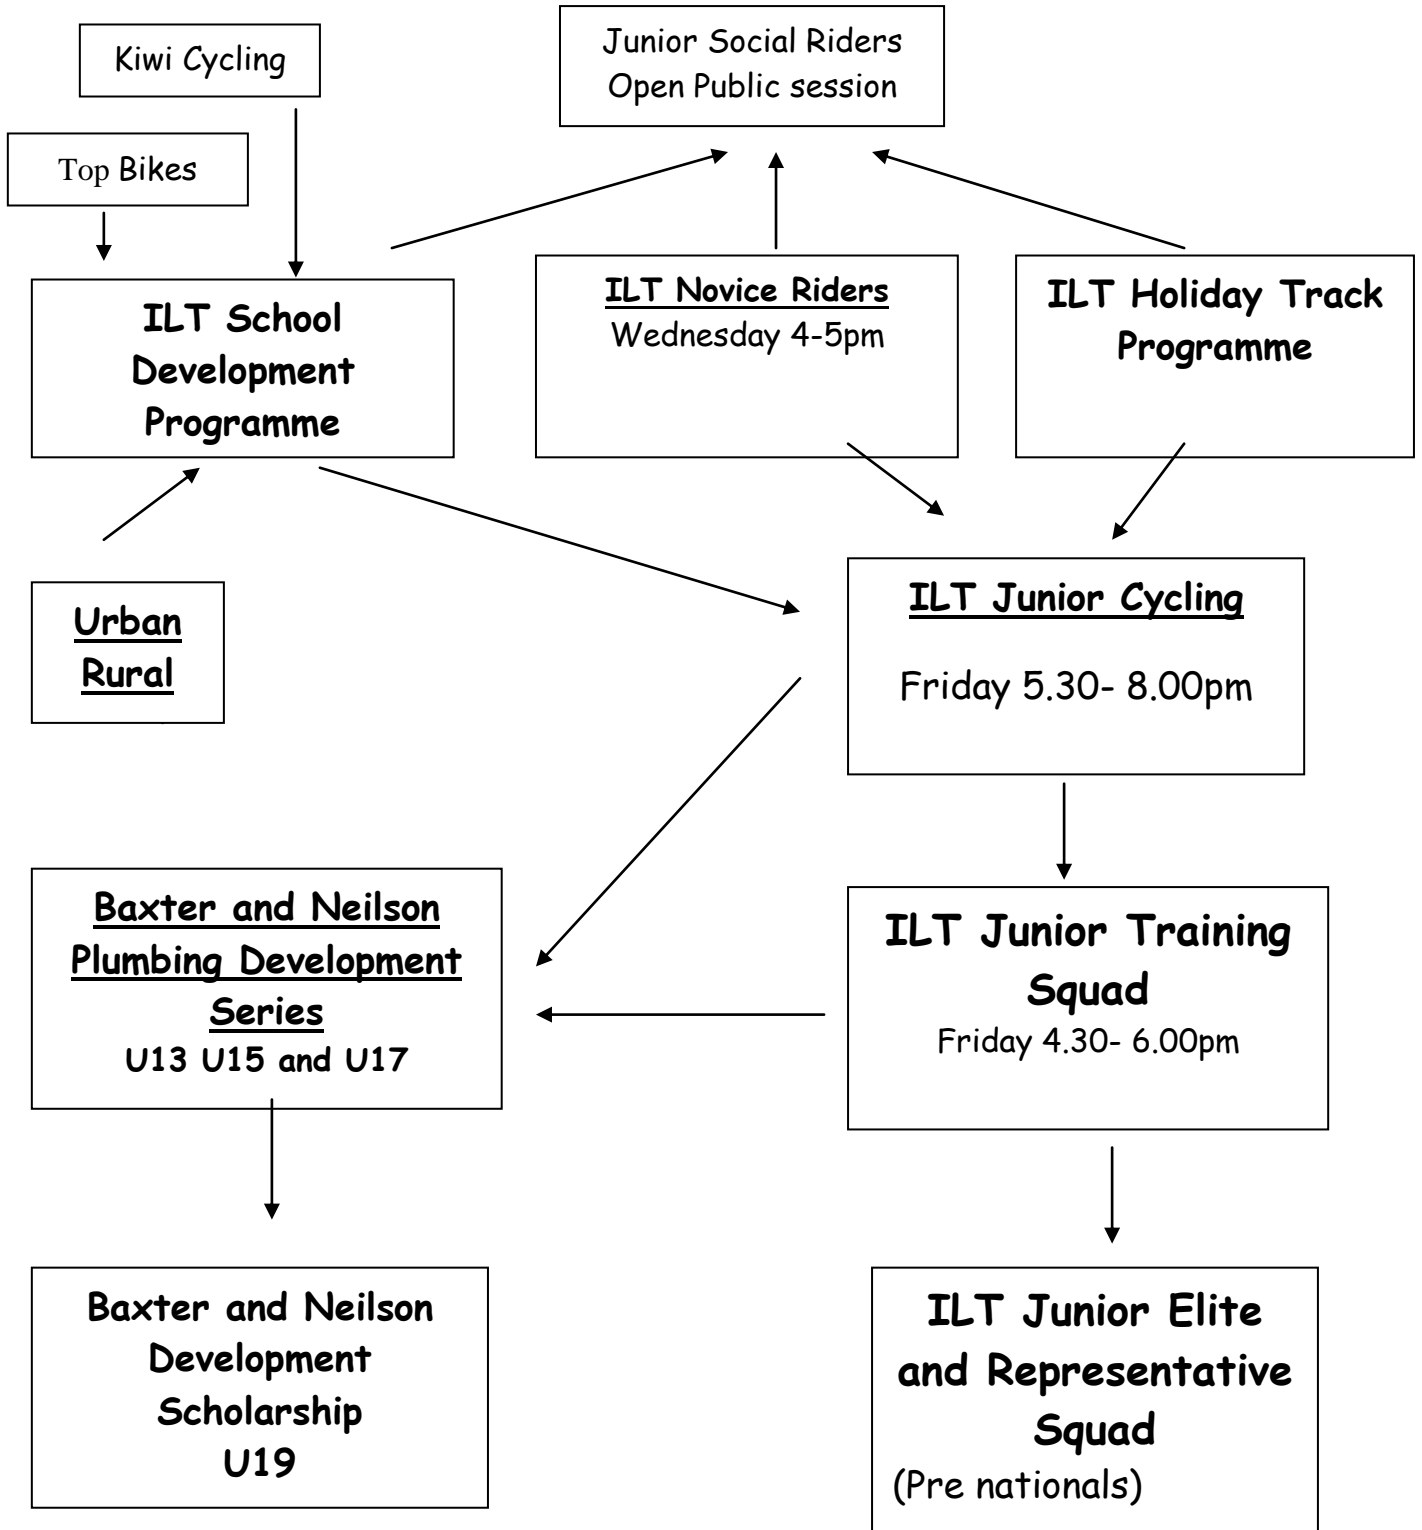 Kiwi Cycling
Junior Social Riders
Open Public session
Top Bikes
ILT School
Development
Programme
ILT Novice Riders
Wednesday 4-5pm
ILT Holiday Track
Programme
Urban
Rural
ILT Junior Cycling
Friday 5.30- 8.00pm
Baxter and Neilson
Plumbing Development
Series
U13 U15 and U17
ILT Junior Training
Squad
Friday 4.30- 6.00pm
Baxter and Neilson
Development
Scholarship
U19
ILT Junior Elite
and Representative
Squad
(Pre nationals)